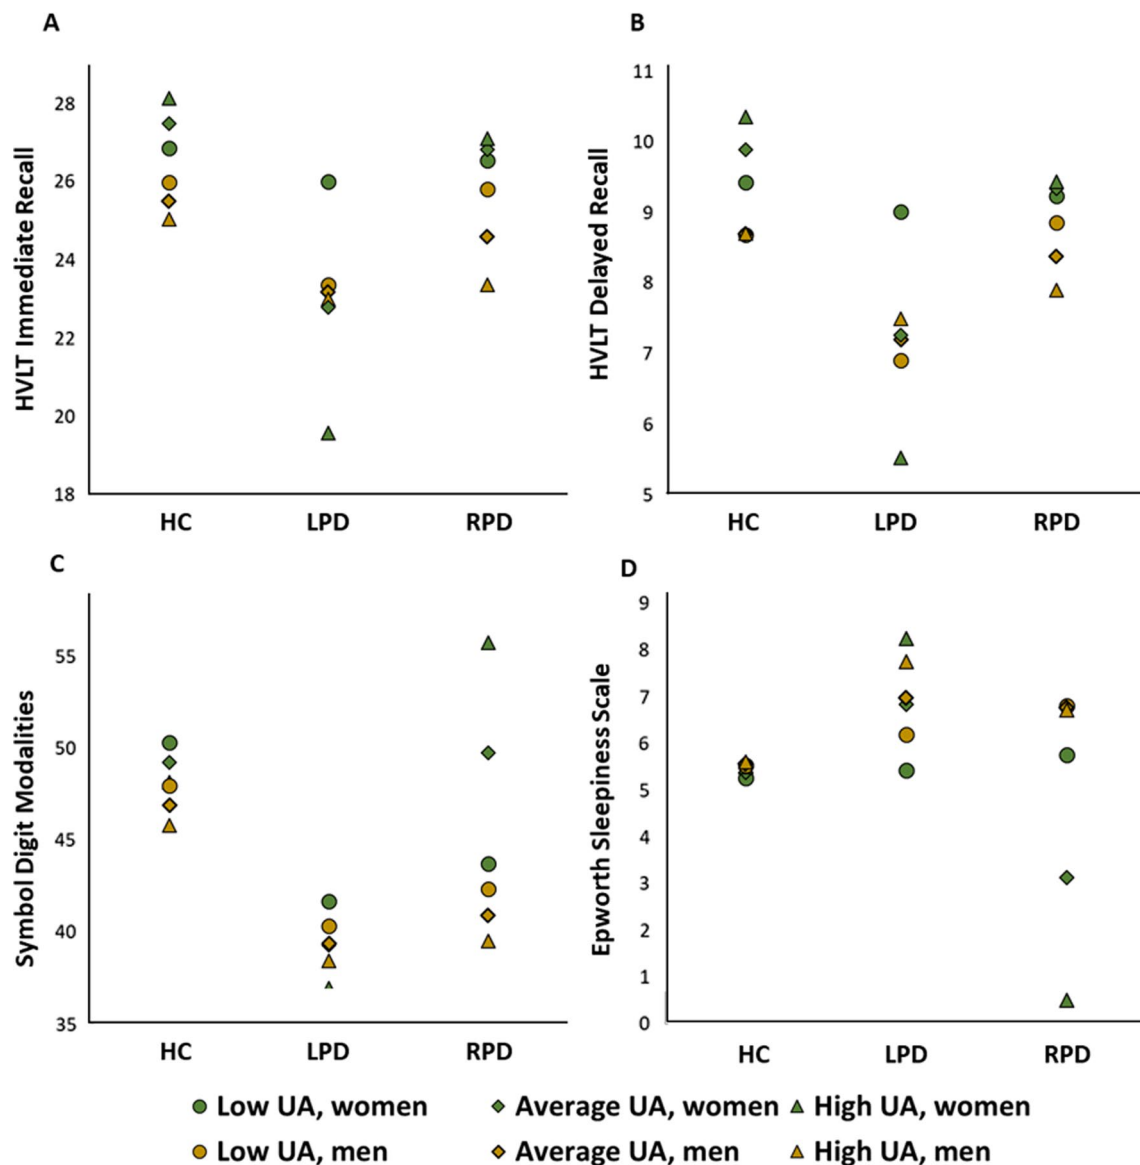 A
HVLT Immediate Recall
28
26
24
22
20
18
HC LPD RPD
B
HVLT Delayed Recall
11
10
9
8
7
6
5
HC LPD RPD
C
Symbol Digit Modalities
55
50
45
40
35
HC LPD RPD
D
Epworth Sleepiness Scale
9
8
7
6
5
4
3
2
1
0
HC LPD RPD
Low UA, women Average UA, women High UA, women
Low UA, men Average UA, men High UA, men